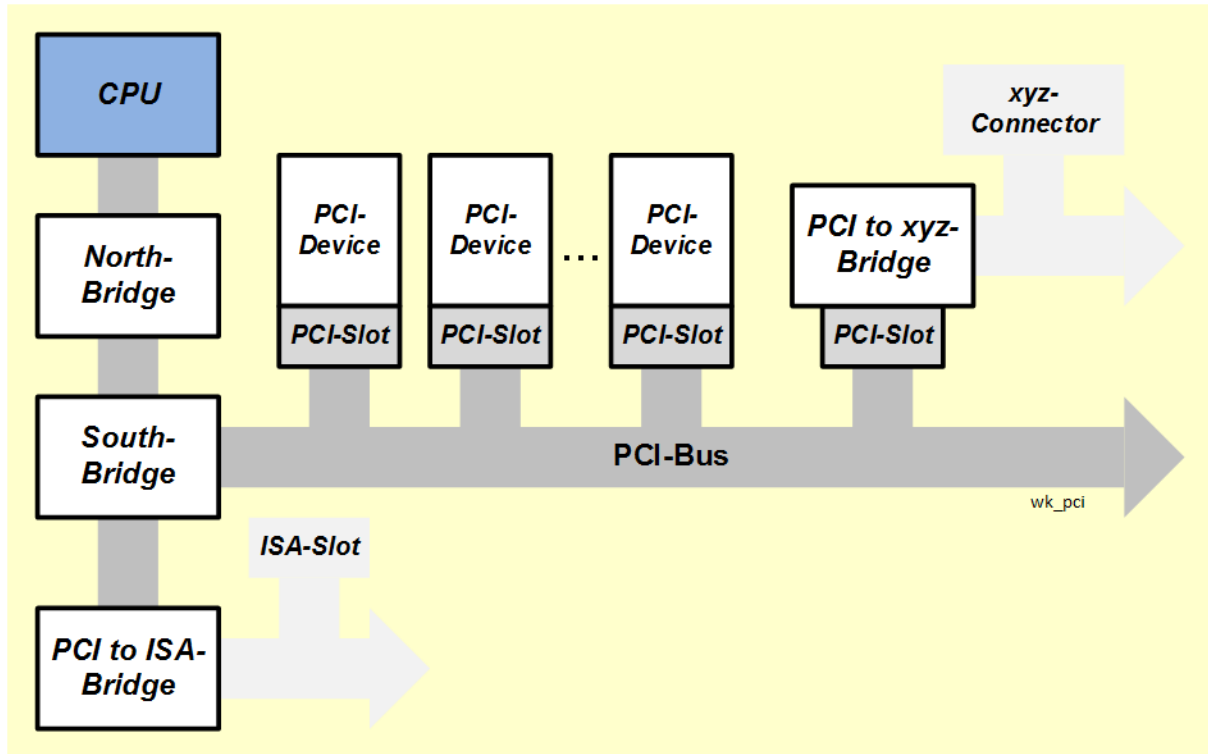 CPU
xyz-
Connector
PCI-
Device
PCI-
Device
...
PCI-
Device
PCI to xyz-
Bridge
North-
Bridge
PCI-Slot
PCI-Slot
PCI-Slot
PCI-Slot
South-
Bridge
PCI-Bus
wk_pci
ISA-Slot
PCI to ISA-
Bridge